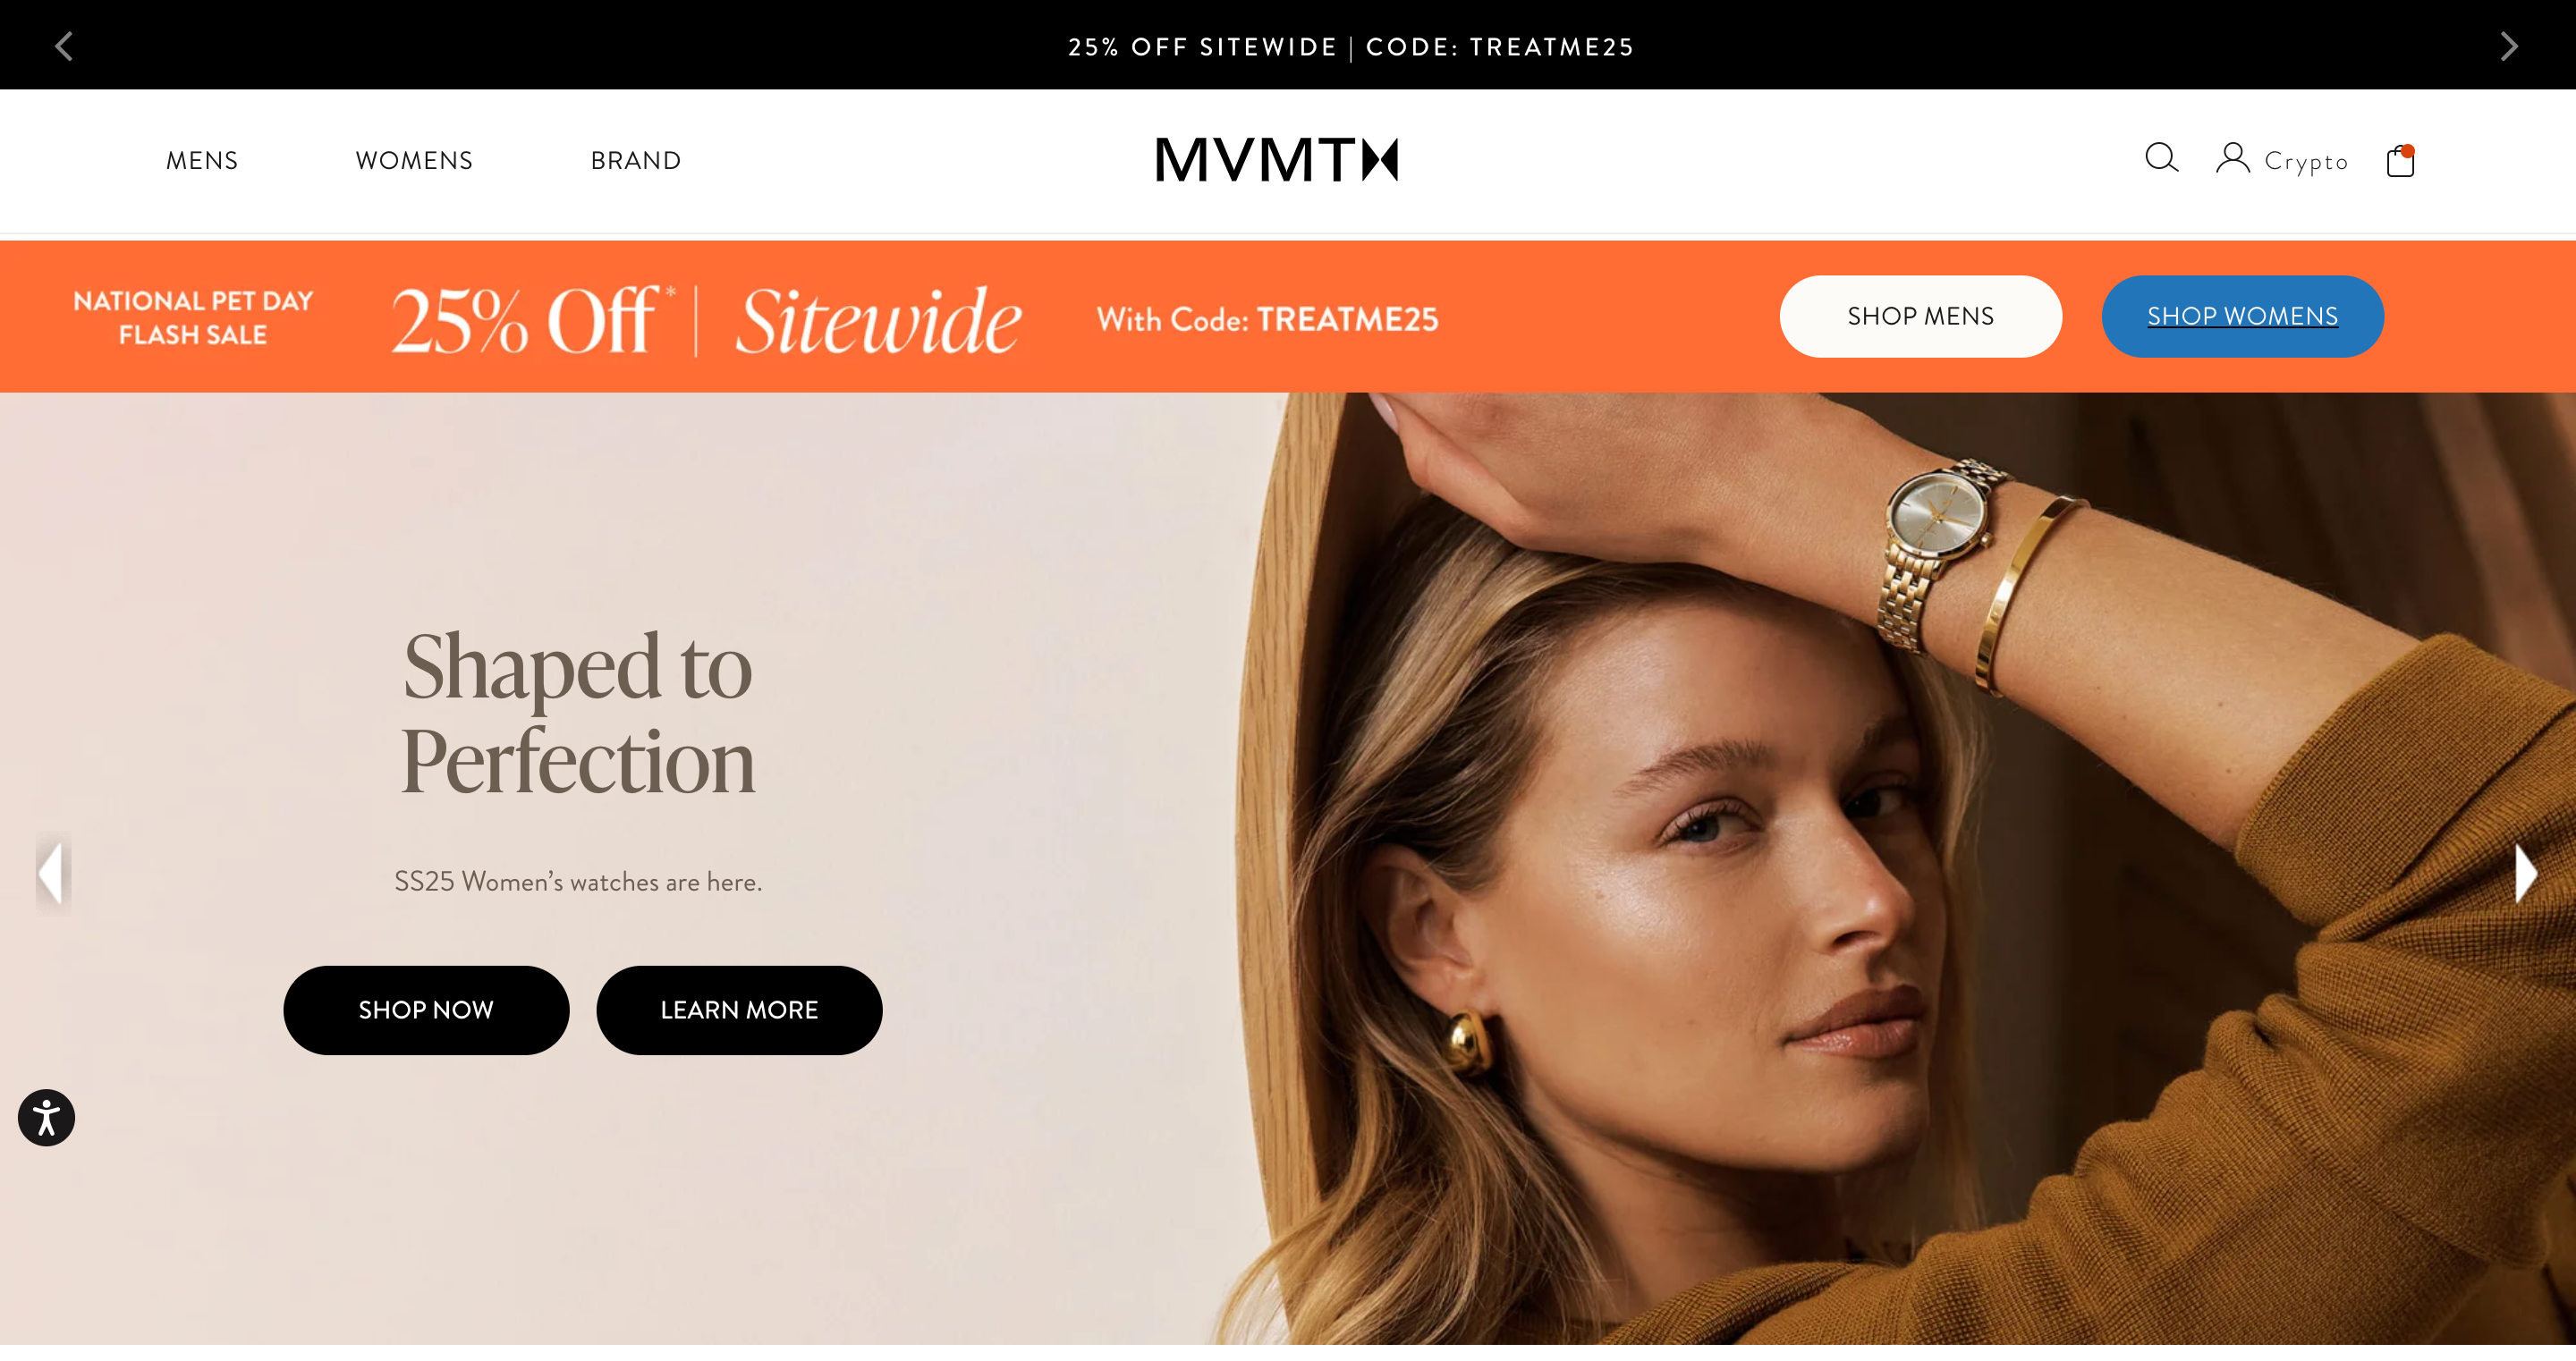 25% OFF SITEWIDE | CODE: TREATME25
MENS
WOMENS
BRAND
MVMT
Crypto
NATIONAL PET DAY
FLASH SALE
25% Off* | Sitewide
With Code: TREATME25
SHOP MENS
SHOP WOMENS
Shaped to
Perfection
SS25 Women’s watches are here.
SHOP NOW
LEARN MORE